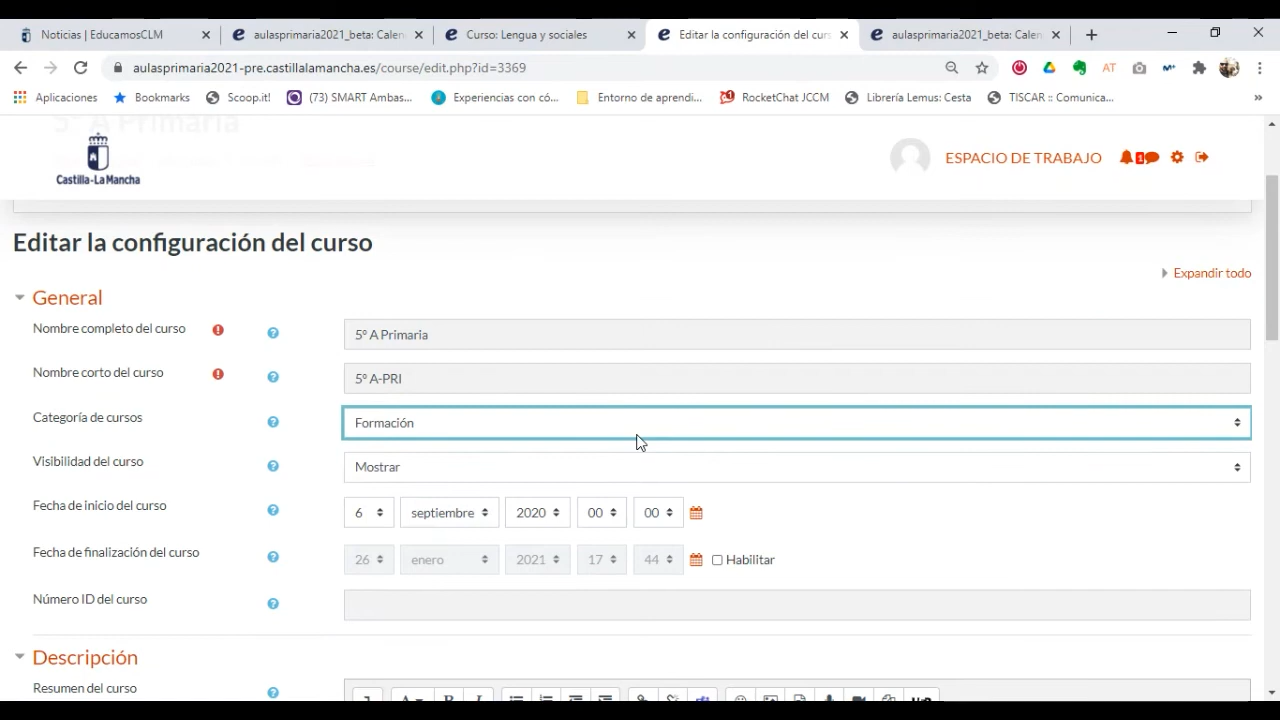 Noticias | EducamosCLM
aulasprimaria2021_beta: Calen
Curso: Lengua y sociales
Editar la configuración del curs
aulasprimaria2021_beta: Calen
aulasprimaria2021-pre.castillalamancha.es/course/edit.php?id=3369
Aplicaciones
Bookmarks
Scoop.it!
(73) SMART Ambas...
Experiencias con có...
Entorno de aprendi...
RocketChat JCCM
Librería Lemus: Cesta
TISCAR :: Comunica...
5º A Primaria
Castilla-La Mancha
ESPACIO DE TRABAJO
1
Editar la configuración del curso
Expandir todo
General
Nombre completo del curso
5º A Primaria
Nombre corto del curso
5º A-PRI
Categoría de cursos
Formación
Visibilidad del curso
Mostrar
Fecha de inicio del curso
6 septiembre 2020 00 00
Fecha de finalización del curso
26 enero 2021 17 44 Habilitar
Número ID del curso
Descripción
Resumen del curso